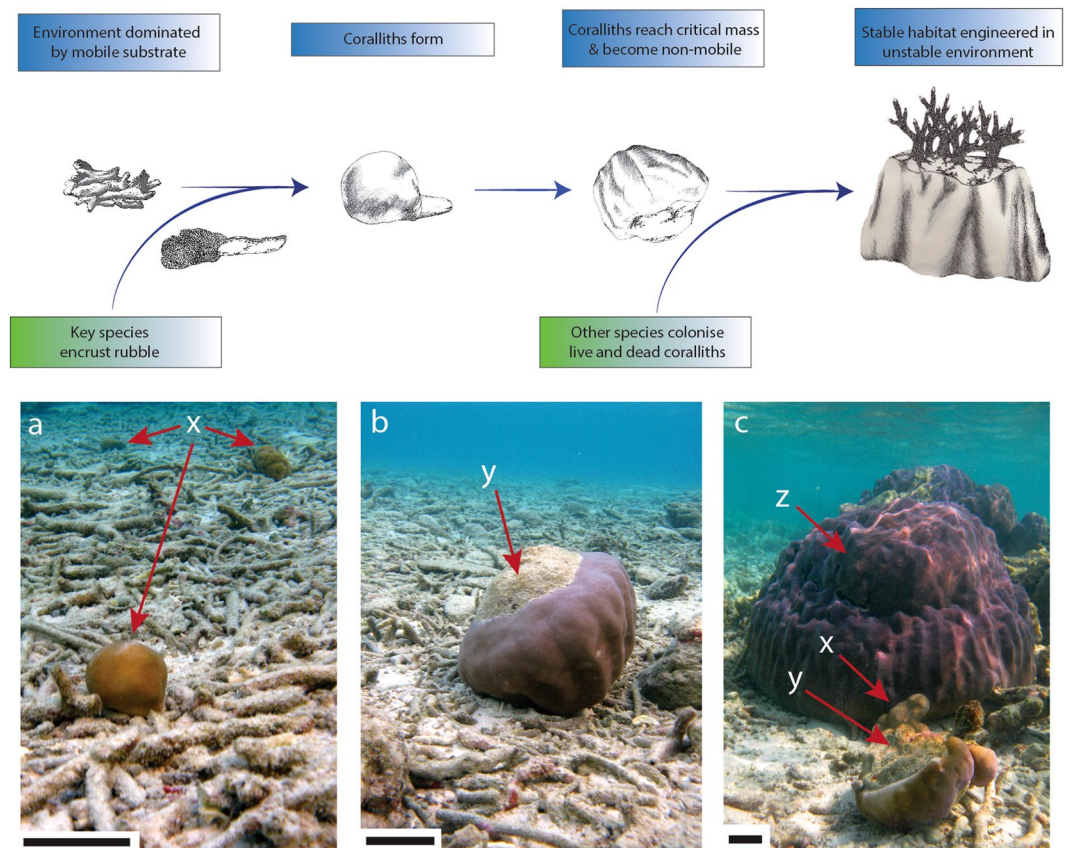 Environment dominated
by mobile substrate
Coralliths form
Coralliths reach critical mass
& become non-mobile
Stable habitat engineered in
unstable environment
Key species
encrust rubble
Other species colonise
live and dead coralliths
a
x
b
y
c
z
x
y